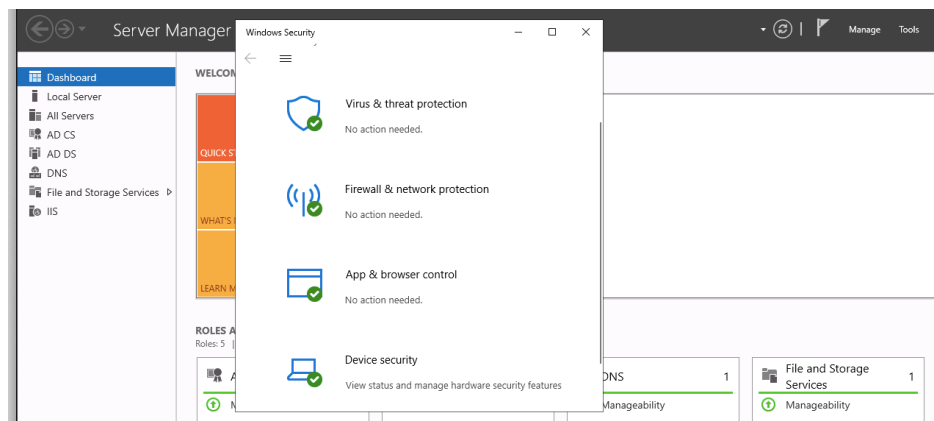 Server Manager
Manage
Tools
Dashboard
Local Server
All Servers
AD CS
AD DS
DNS
File and Storage Services
IIS
WELCOM
QUICK ST
WHAT'S
LEARN M
ROLES A
Roles: 5 |
Windows Security
Virus & threat protection
No action needed.
Firewall & network protection
No action needed.
App & browser control
No action needed.
Device security
View status and manage hardware security features
A
DNS
1
Manageability
File and Storage
Services
1
Manageability